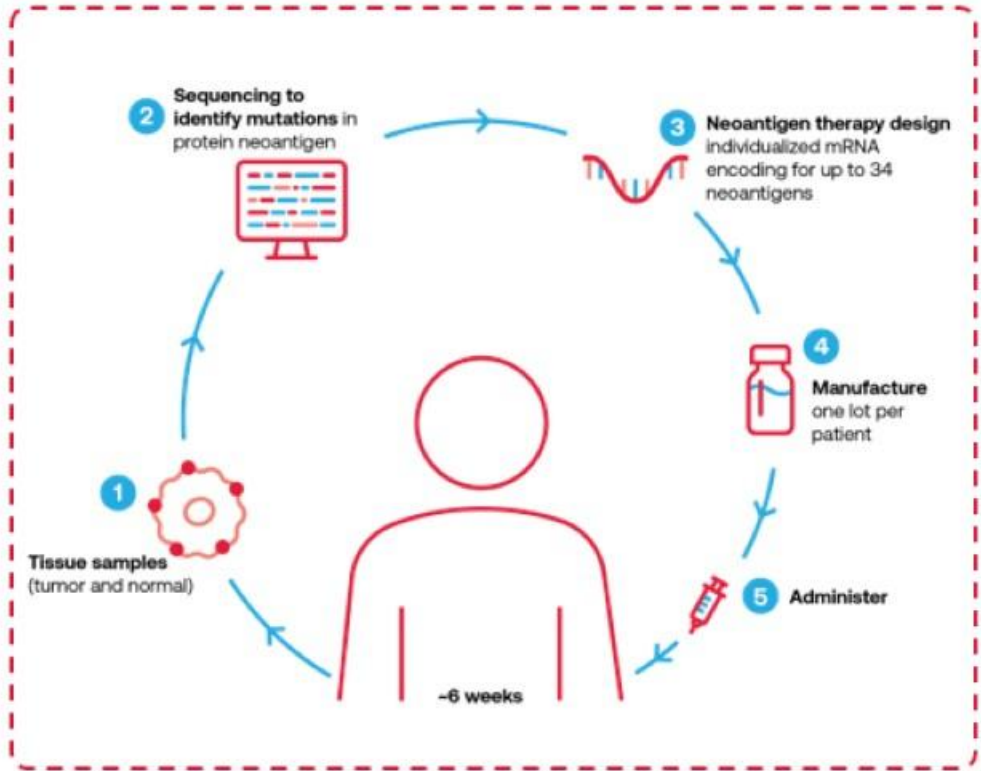 1
Tissue samples
(tumor and normal)
2
Sequencing to
identify mutations in
protein neoantigen
3
Neoantigen therapy design
individualized mRNA
encoding for up to 34
neoantigens
4
Manufacture
one lot per
patient
5
Administer
~6 weeks